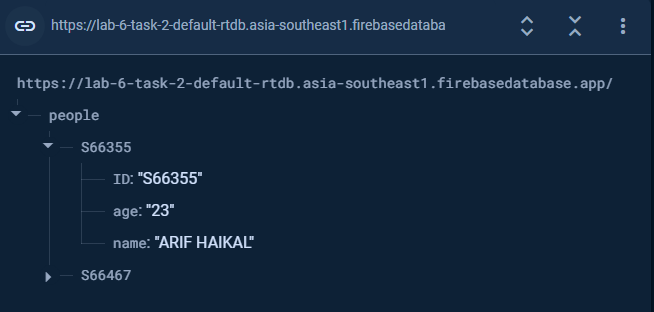 https://lab-6-task-2-default-rtdb.asia-southeast1.firebasedataba
https://lab-6-task-2-default-rtdb.asia-southeast1.firebasedatabase.app/
people
S66355
ID: "S66355"
age: "23"
name: "ARIF HAIKAL"
S66467